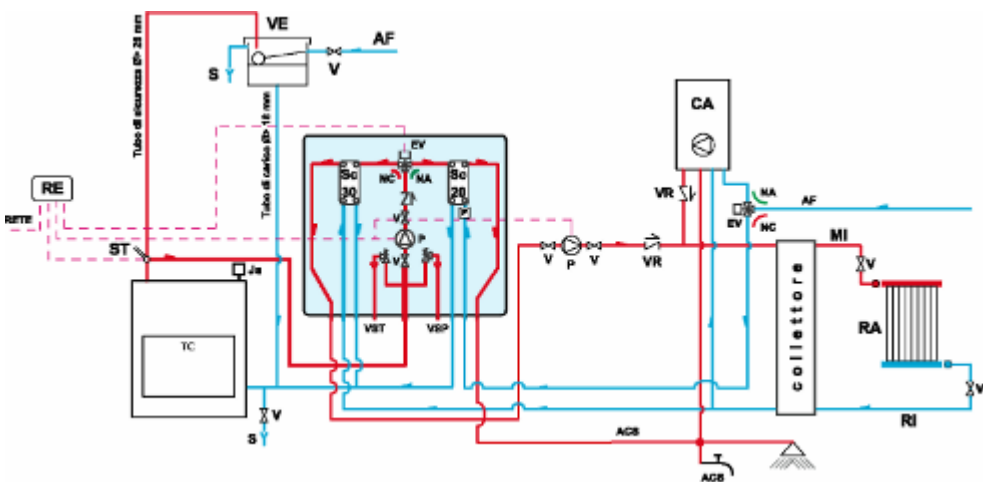 VE
AF
S
V
Tubo di sicurezza Ø> 28 mm
Tubo di carico Ø> 18 mm
CA
EV
NC
NA
Sc
30
Sc
20
F
V
P
V
VST
VSP
RE
RETE
ST
Ja
TC
V
S
VR
NA
EV
NC
AF
V
P
V
VR
MI
V
collettore
RA
V
RI
ACS
ACS